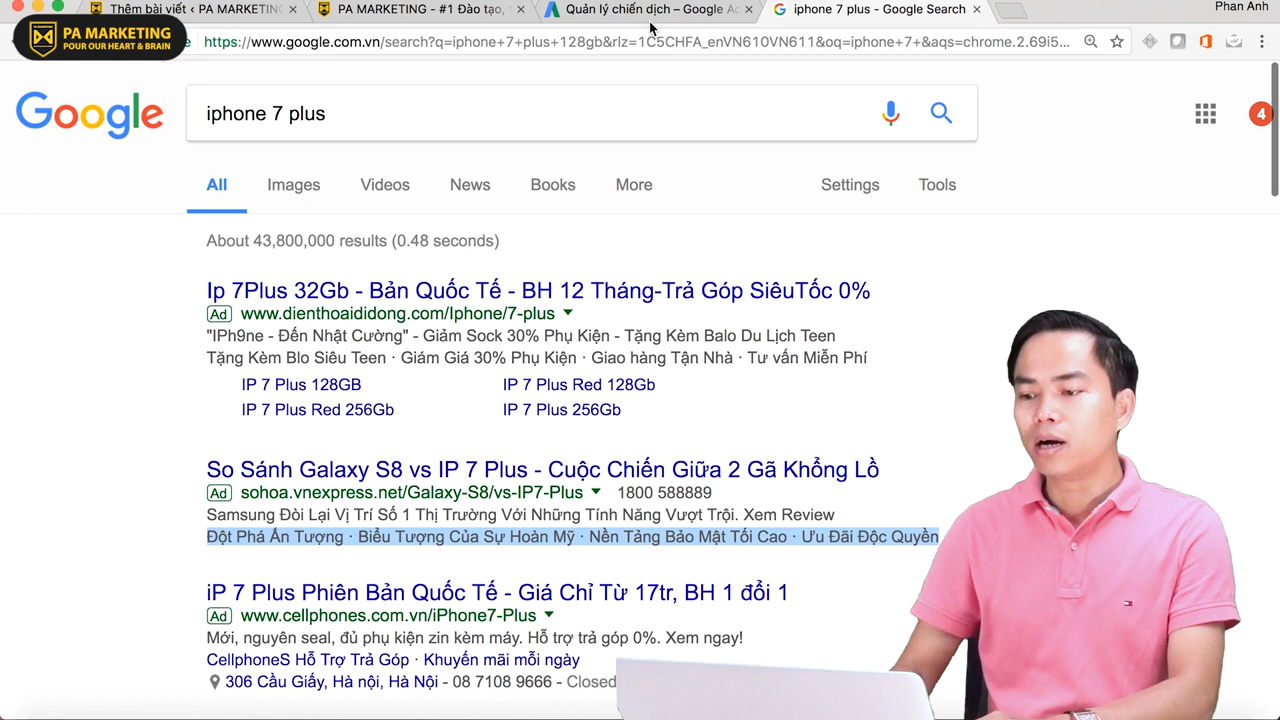 Thêm bài viết ‹ PA MARKETING
PA MARKETING - #1 Đào tạo,
Quản lý chiến dịch – Google Ad
iphone 7 plus - Google Search
Phan Anh
PA MARKETING
POUR OUR HEART & BRAIN
https://www.google.com.vn/search?q=iphone+7+plus+128gb&rlz=1C5CHFA_enVN610VN611&oq=iphone+7+&aqs=chrome.2.69i5...
Google
iphone 7 plus
4
All
Images
Videos
News
Books
More
Settings
Tools
About 43,800,000 results (0.48 seconds)
Ip 7Plus 32Gb - Bản Quốc Tế - BH 12 Tháng-Trả Góp SiêuTốc 0%
Ad www.dienthoaididong.com/Iphone/7-plus
"IPh9ne - Đến Nhật Cường" - Giảm Sock 30% Phụ Kiện - Tặng Kèm Balo Du Lịch Teen
Tặng Kèm Blo Siêu Teen · Giảm Giá 30% Phụ Kiện · Giao hàng Tận Nhà · Tư vấn Miễn Phí
IP 7 Plus 128GB
IP 7 Plus Red 128Gb
IP 7 Plus Red 256Gb
IP 7 Plus 256Gb
So Sánh Galaxy S8 vs IP 7 Plus - Cuộc Chiến Giữa 2 Gã Khổng Lồ
Ad sohoa.vnexpress.net/Galaxy-S8/vs-IP7-Plus 1800 588889
Samsung Đòi Lại Vị Trí Số 1 Thị Trường Với Những Tính Năng Vượt Trội. Xem Review
Đột Phá Ấn Tượng · Biểu Tượng Của Sự Hoàn Mỹ · Nền Tảng Bảo Mật Tối Cao · Ưu Đãi Độc Quyền
iP 7 Plus Phiên Bản Quốc Tế - Giá Chỉ Từ 17tr, BH 1 đổi 1
Ad www.cellphones.com.vn/iPhone7-Plus
Mới, nguyên seal, đủ phụ kiện zin kèm máy. Hỗ trợ trả góp 0%. Xem ngay!
CellphoneS Hỗ Trợ Trả Góp · Khuyến mãi mỗi ngày
306 Cầu Giấy, Hà nội, Hà Nội - 08 7108 9666 - Closed